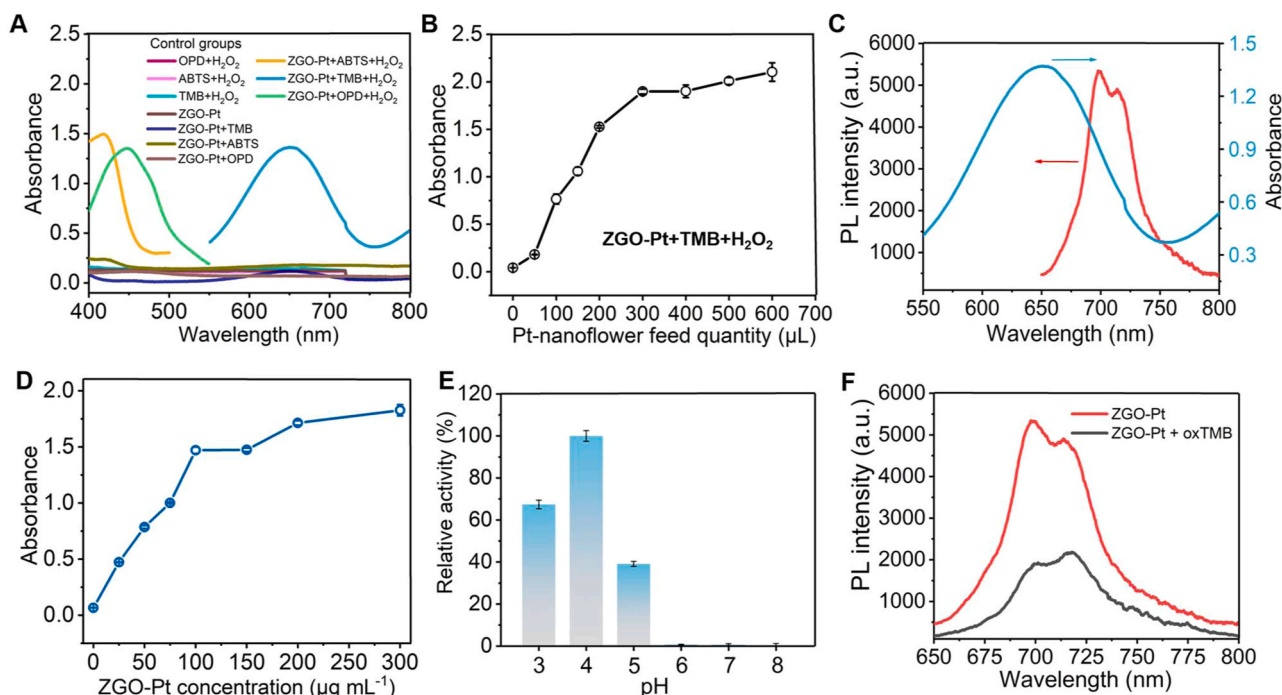 A
2.5
2.0
1.5
1.0
0.5
0.0
Absorbance
Control groups
OPD+H₂O₂
ABTS+H₂O₂
TMB+H₂O₂
ZGO-Pt
ZGO-Pt+TMB
ZGO-Pt+ABTS
ZGO-Pt+OPD
ZGO-Pt+ABTS+H₂O₂
ZGO-Pt+TMB+H₂O₂
ZGO-Pt+OPD+H₂O₂
400 500 600 700 800
Wavelength (nm)
B
2.5
2.0
1.5
1.0
0.5
0.0
Absorbance
ZGO-Pt+TMB+H₂O₂
0 100 200 300 400 500 600 700
Pt-nanoflower feed quantity (µL)
C
6000
5000
4000
3000
2000
1000
PL intensity (a.u.)
1.5
1.2
0.9
0.6
0.3
Absorbance
550 600 650 700 750 800
Wavelength (nm)
D
2.0
1.5
1.0
0.5
0.0
Absorbance
0 50 100 150 200 250 300
ZGO-Pt concentration (µg mL⁻¹)
E
120
100
80
60
40
20
0
Relative activity (%)
3 4 5 6 7 8
pH
F
6000
5000
4000
3000
2000
1000
PL intensity (a.u.)
ZGO-Pt
ZGO-Pt + oxTMB
650 675 700 725 750 775 800
Wavelength (nm)